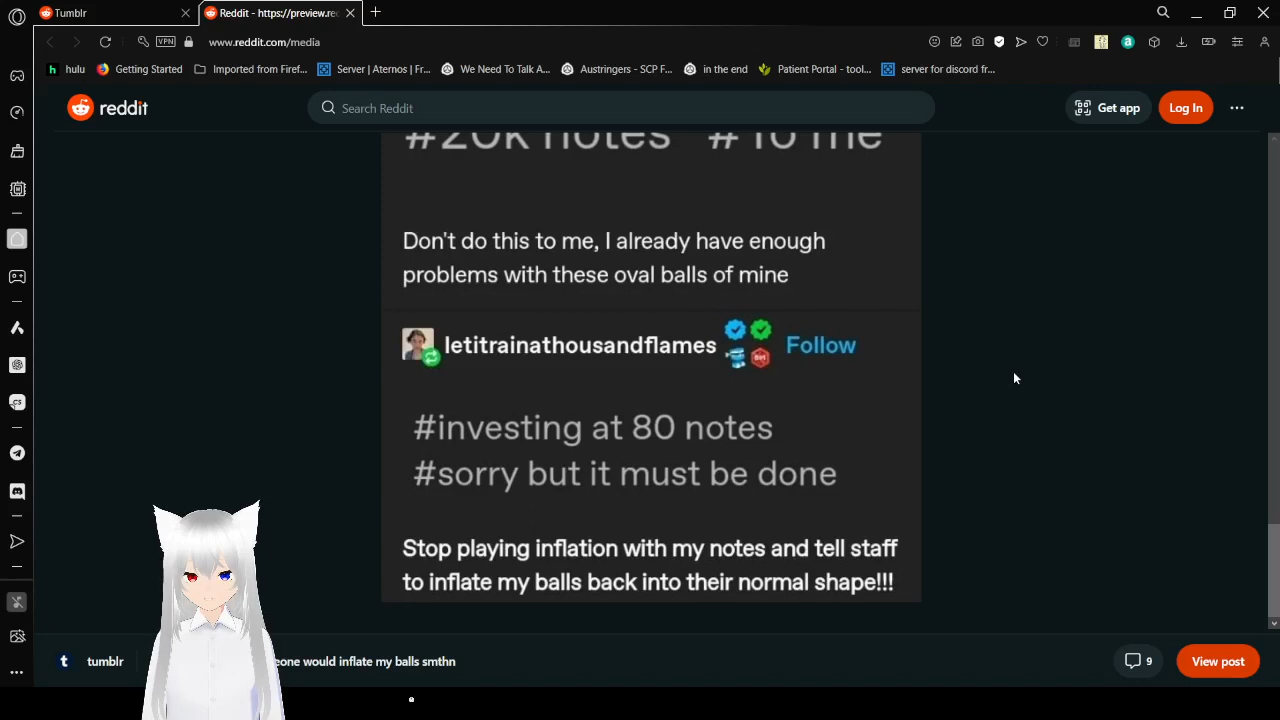 Tumblr
Reddit - https://preview.re
VPN
www.reddit.com/media
hulu
Getting Started
Imported from Firef...
Server | Aternos | Fr...
We Need To Talk A...
Austringers - SCP F...
in the end
Patient Portal - tool...
server for discord fr...
reddit
Search Reddit
Get app
Log In
#20k notes #To me
Don't do this to me, I already have enough
problems with these oval balls of mine
letitrainathousandflames
Follow
#investing at 80 notes
#sorry but it must be done
Stop playing inflation with my notes and tell staff
to inflate my balls back into their normal shape!!!
tumblr
eone would inflate my balls smthn
9
View post